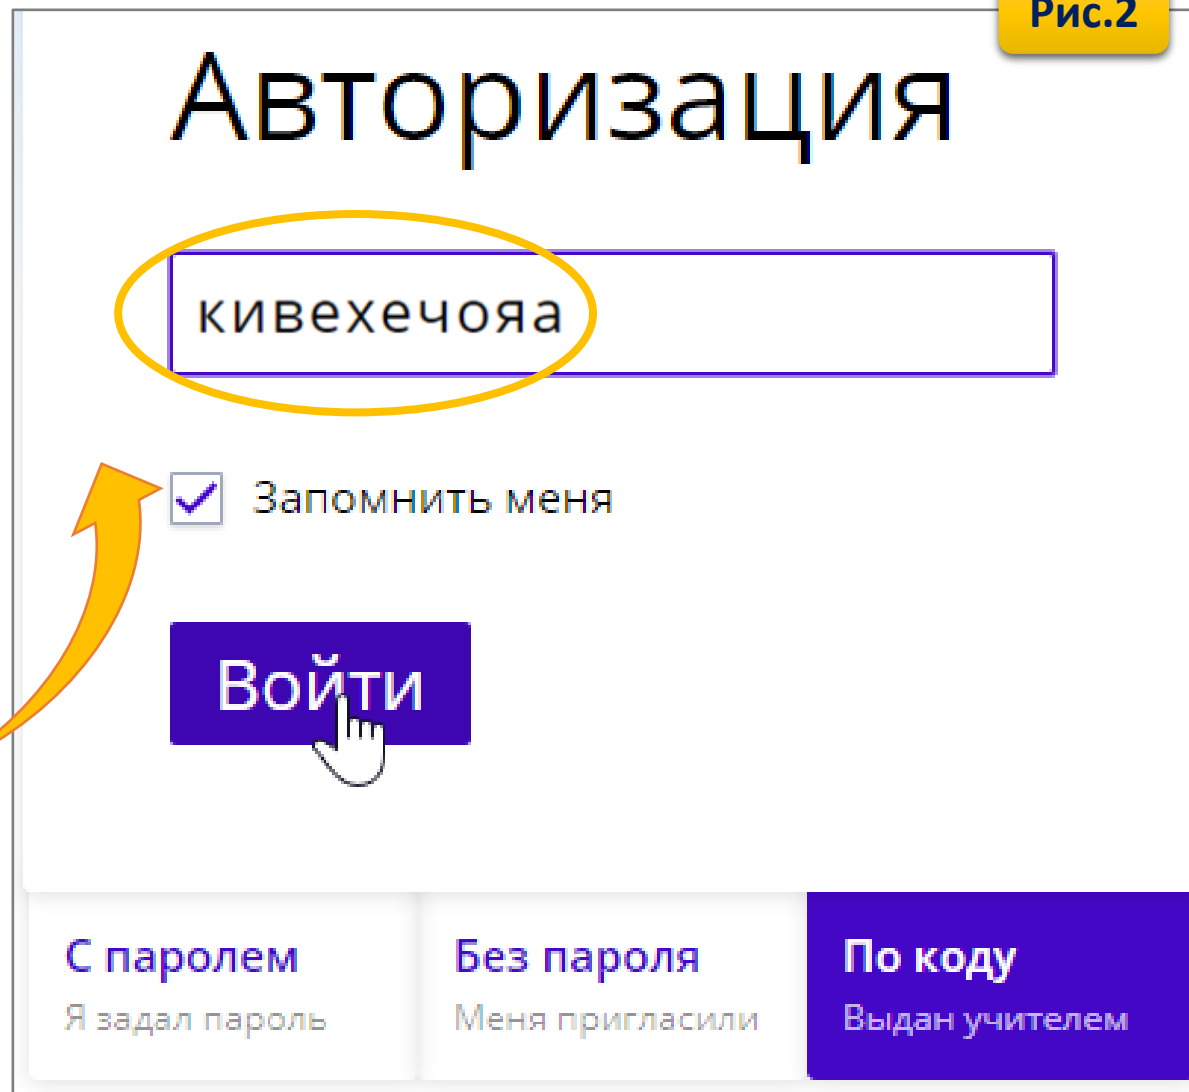 Рис.2
Авторизация
кивехечояа
Запомнить меня
Войти
С паролем
Я задал пароль
Без пароля
Меня пригласили
По коду
Выдан учителем